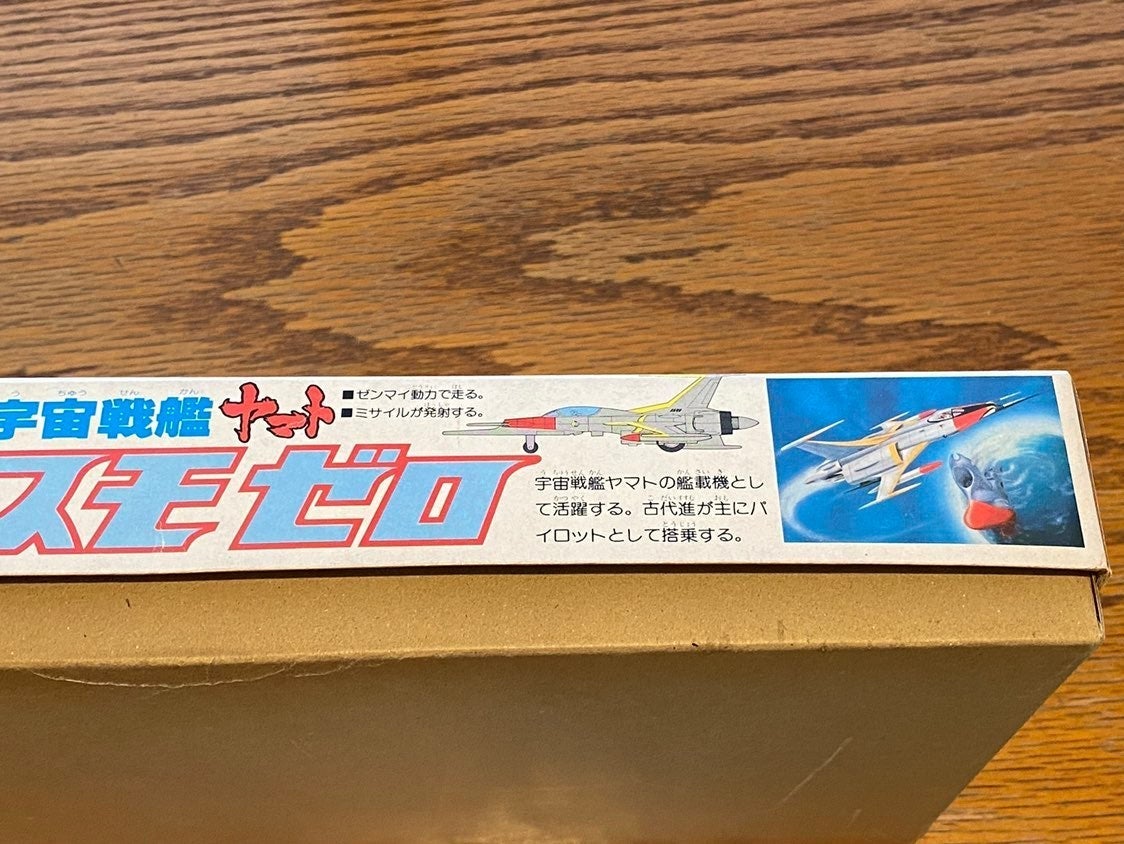 宇宙戦艦ヤマト
スモゼロ
■ゼンマイ動力で走る。
■ミサイルが発射する。
宇宙戦艦ヤマトの艦載機とし
て活躍する。古代進が主にパ
イロットとして搭乗する。